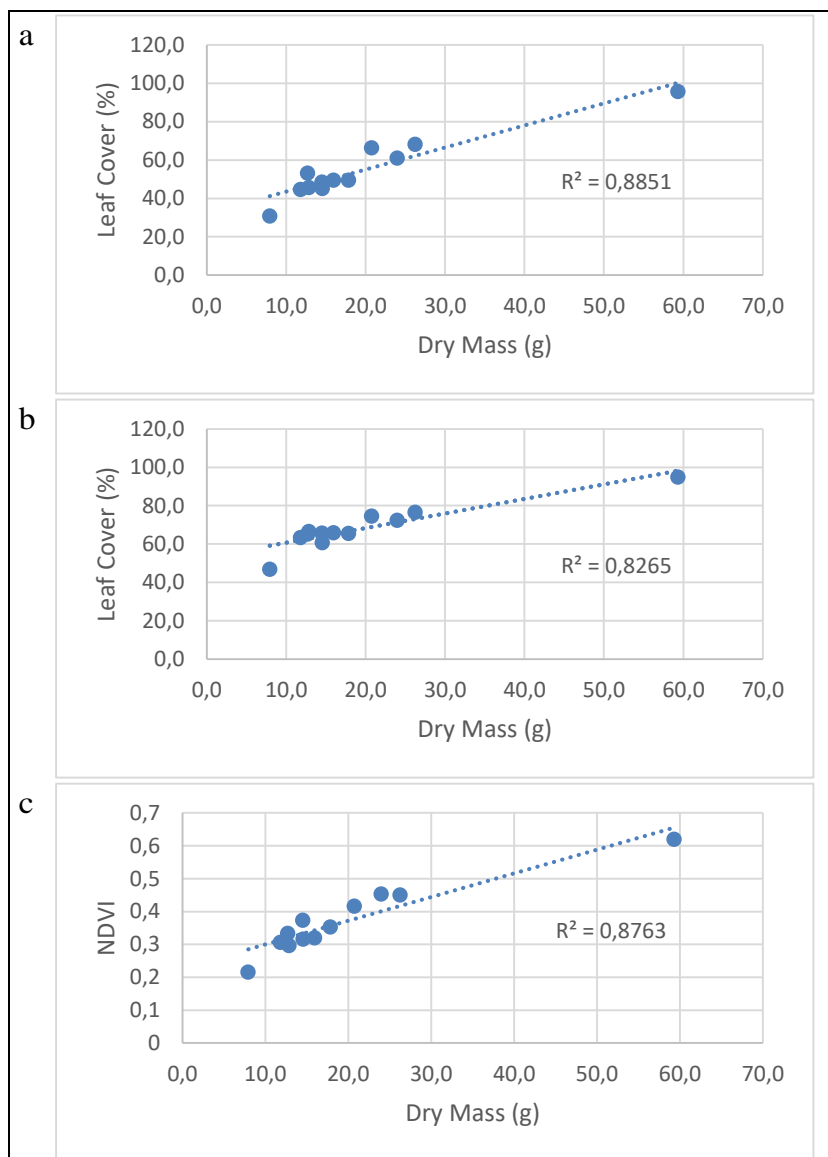 a
120,0
100,0
80,0
60,0
40,0
20,0
0,0
Leaf Cover (%)
R² = 0,8851
0,0 10,0 20,0 30,0 40,0 50,0 60,0 70,0
Dry Mass (g)
b
120,0
100,0
80,0
60,0
40,0
20,0
0,0
Leaf Cover (%)
R² = 0,8265
0,0 10,0 20,0 30,0 40,0 50,0 60,0 70,0
Dry Mass (g)
c
0,7
0,6
0,5
0,4
0,3
0,2
0,1
0
NDVI
R² = 0,8763
0,0 10,0 20,0 30,0 40,0 50,0 60,0 70,0
Dry Mass (g)